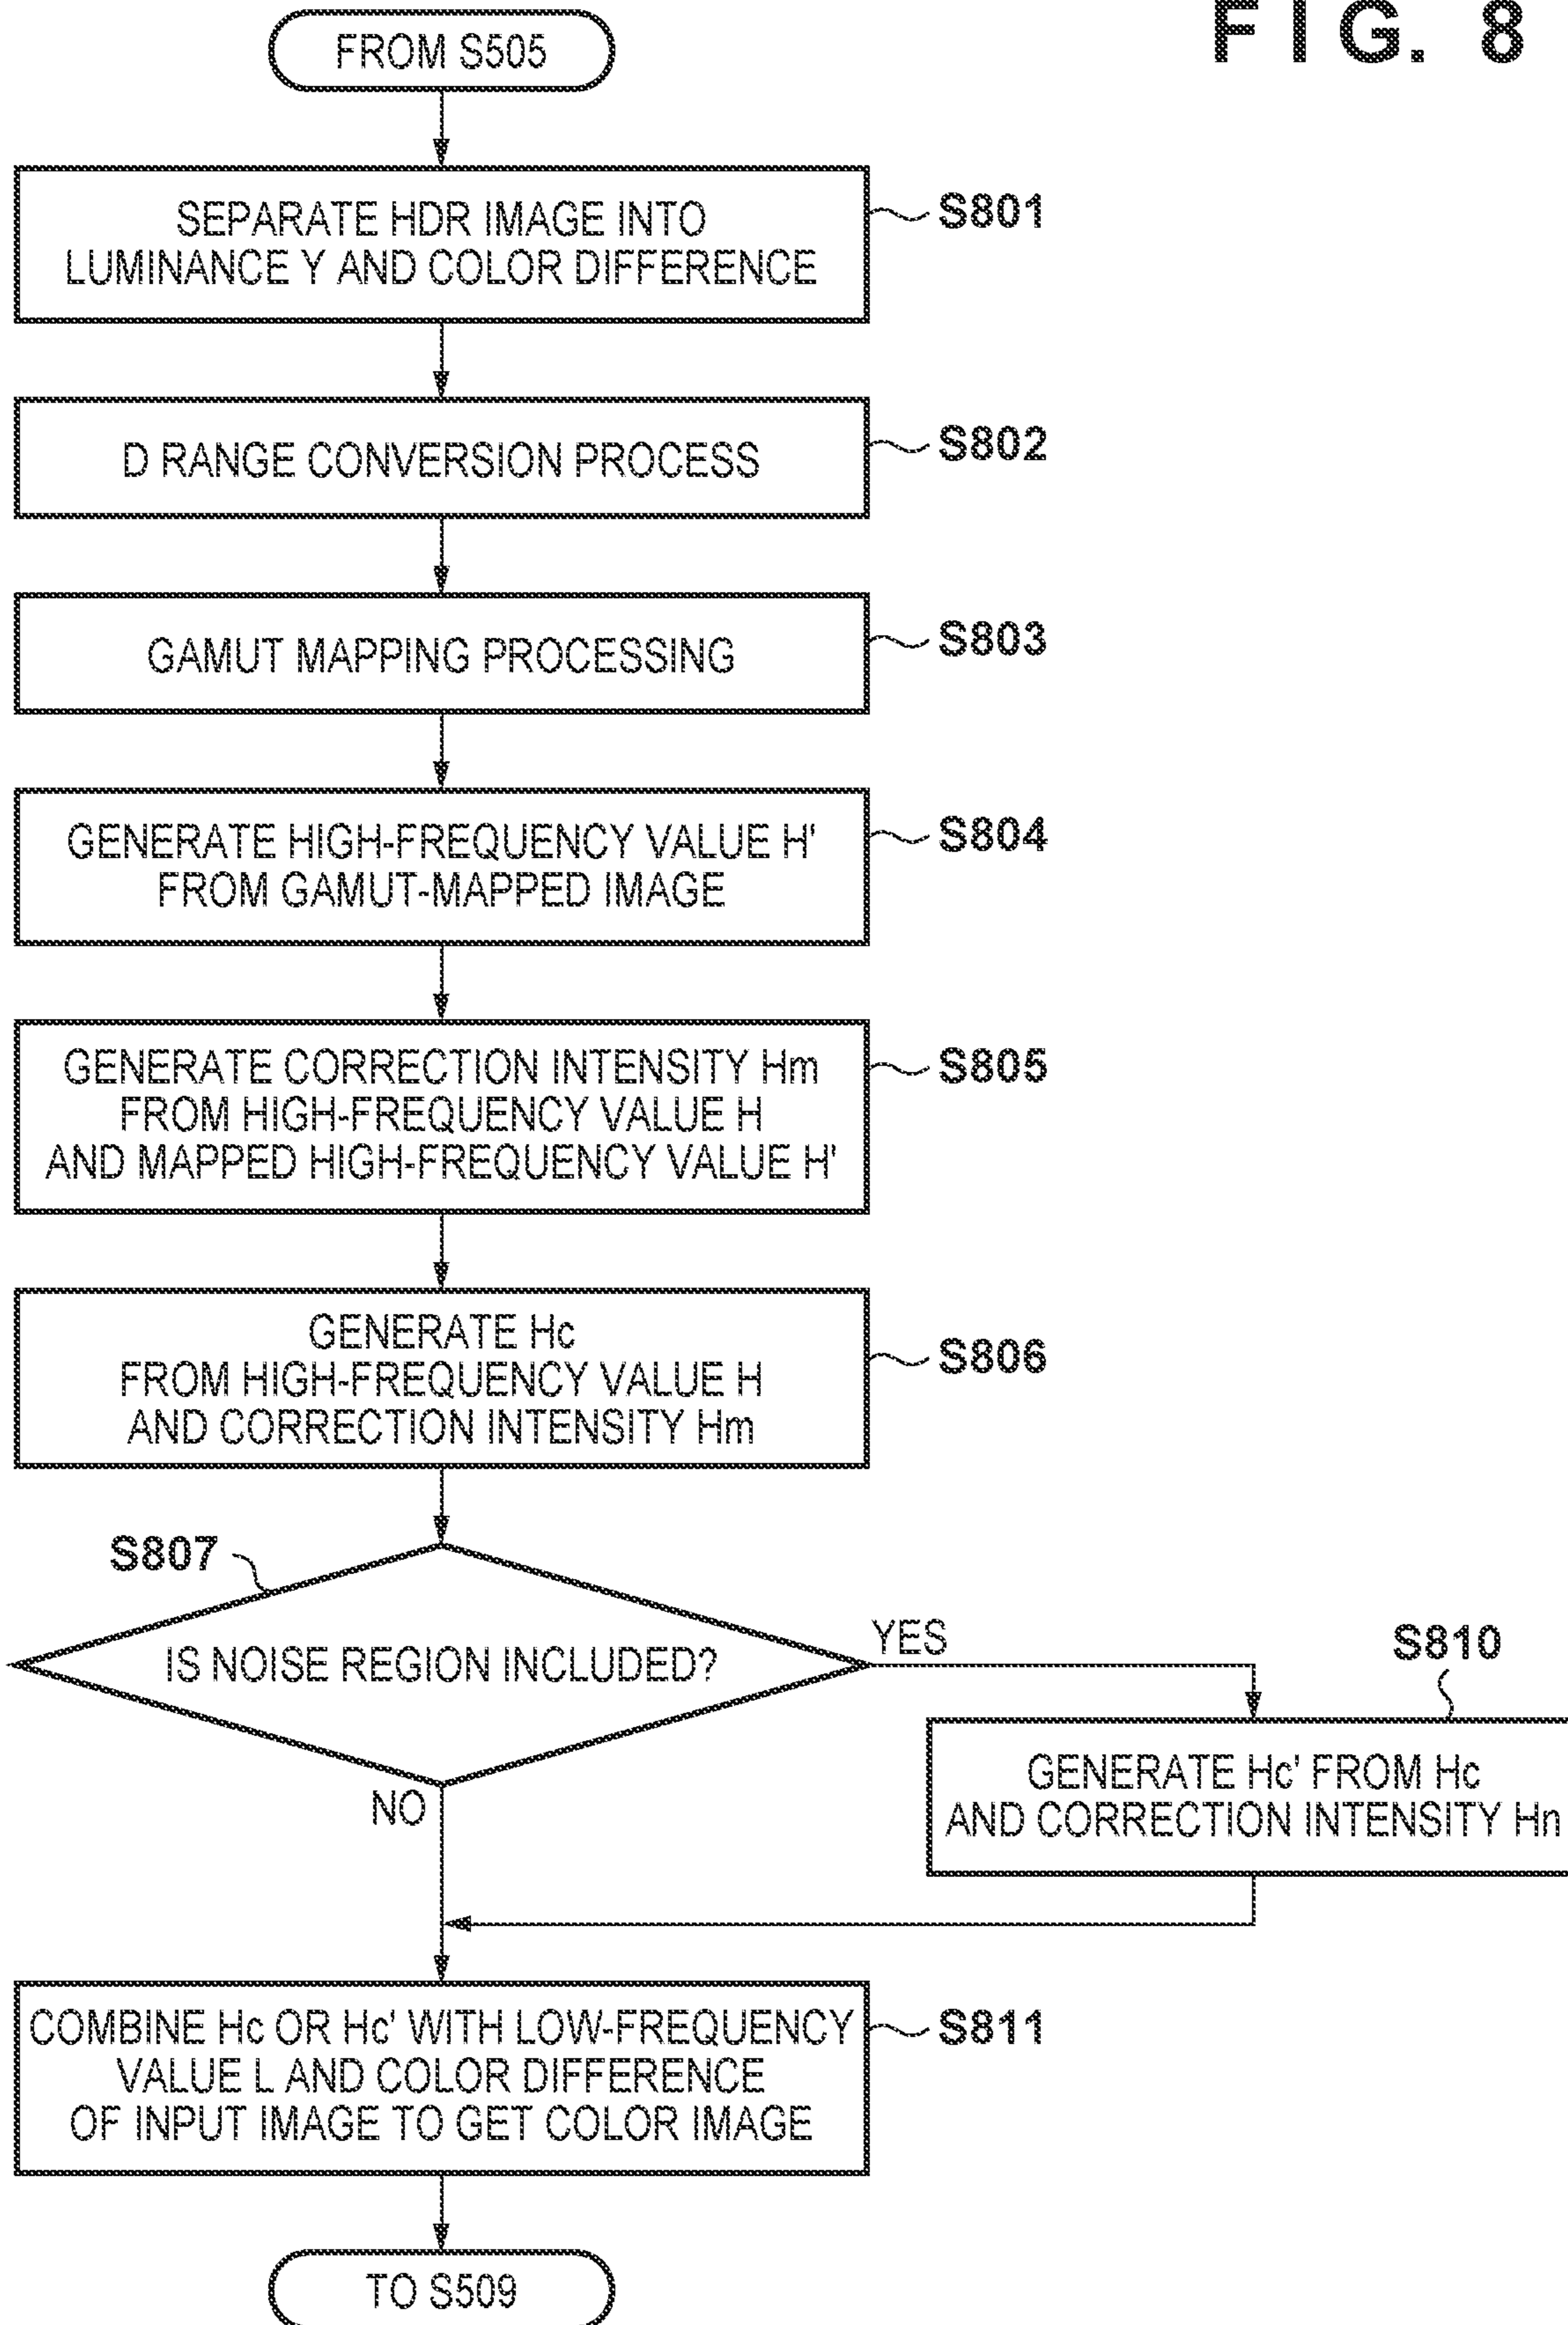 FIG. 8
FROM S505
SEPARATE HDR IMAGE INTO
LUMINANCE Y AND COLOR DIFFERENCE
S801
D RANGE CONVERSION PROCESS
S802
GAMUT MAPPING PROCESSING
S803
GENERATE HIGH-FREQUENCY VALUE H'
FROM GAMUT-MAPPED IMAGE
S804
GENERATE CORRECTION INTENSITY Hm
FROM HIGH-FREQUENCY VALUE H
AND MAPPED HIGH-FREQUENCY VALUE H'
S805
GENERATE Hc
FROM HIGH-FREQUENCY VALUE H
AND CORRECTION INTENSITY Hm
S806
S807
IS NOISE REGION INCLUDED?
YES
NO
S810
GENERATE Hc' FROM Hc
AND CORRECTION INTENSITY Hn
COMBINE Hc OR Hc' WITH LOW-FREQUENCY
VALUE L AND COLOR DIFFERENCE
OF INPUT IMAGE TO GET COLOR IMAGE
S811
TO S509